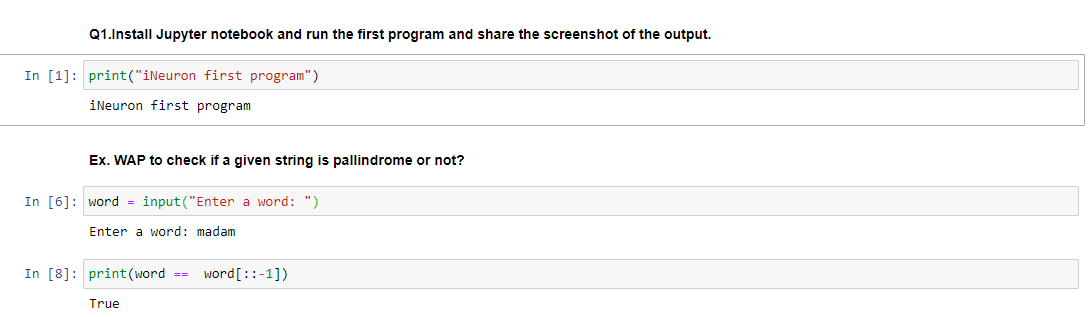 Q1.Install Jupyter notebook and run the first program and share the screenshot of the output.
In [1]: print("iNeuron first program")
iNeuron first program
Ex. WAP to check if a given string is pallindrome or not?
In [6]: word = input("Enter a word: ")
Enter a word: madam
In [8]: print(word ==  word[::-1])
True